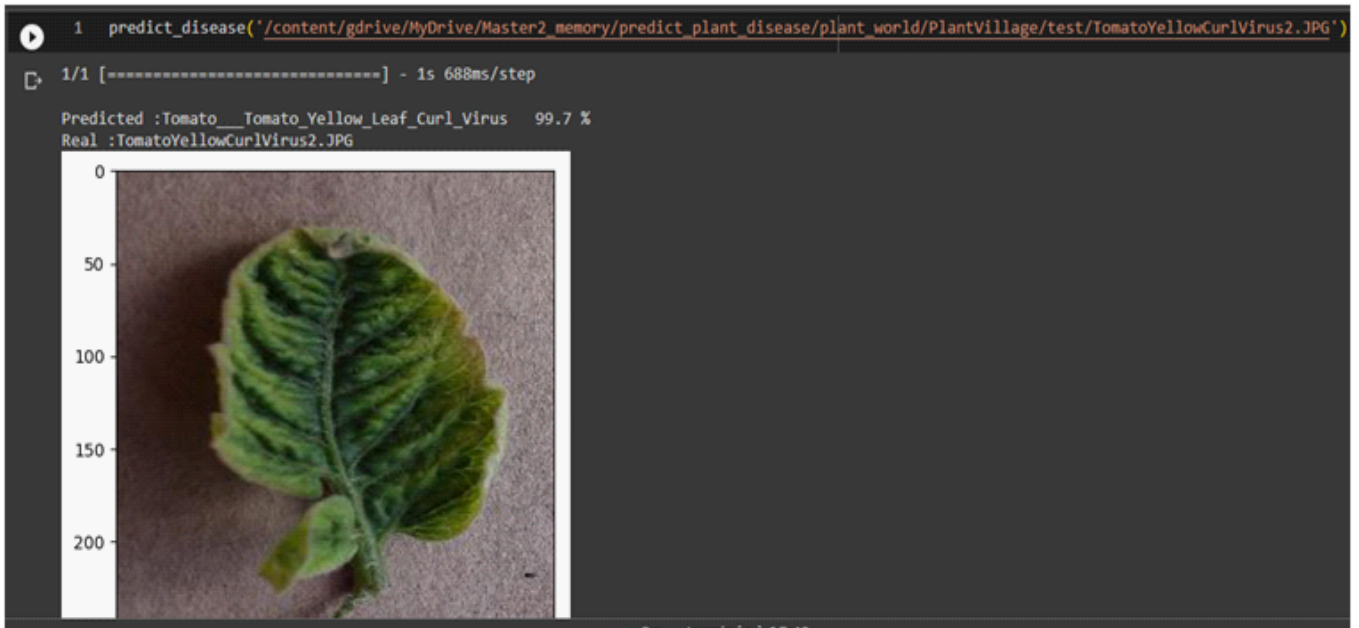 1 predict_disease('/content/gdrive/MyDrive/Master2_memory/predict_plant_disease/plant_world/PlantVillage/test/TomatoYellowCurlVirus2.JPG')
1/1 [==============================] - 1s 688ms/step
Predicted :Tomato___Tomato_Yellow_Leaf_Curl_Virus 99.7 %
Real :TomatoYellowCurlVirus2.JPG
0
50
100
150
200